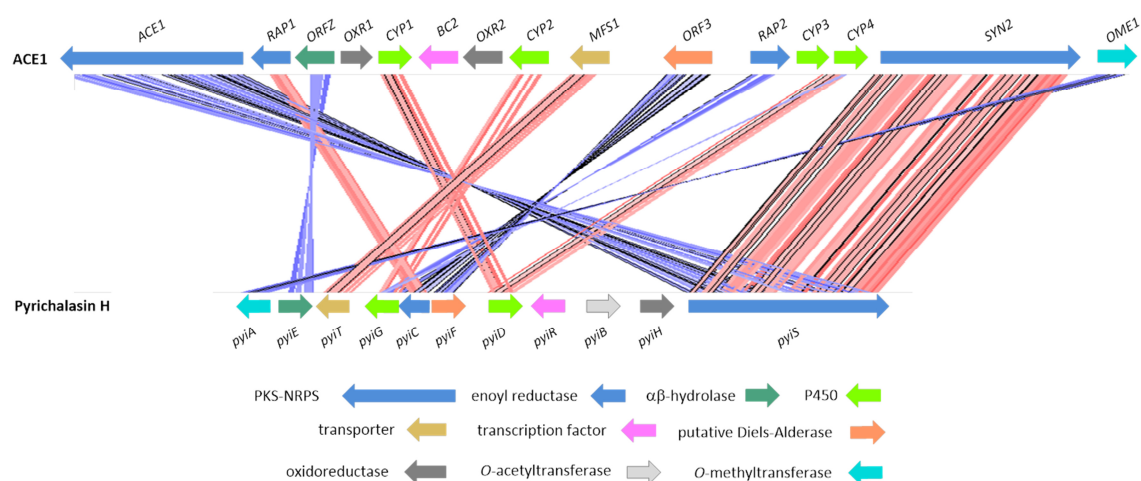 ACE1 RAP1 ORFZ OXR1 CYP1 BC2 OXR2 CYP2 MFS1 ORF3 RAP2 CYP3 CYP4 SYN2 OME1
ACE1
Pyrichalasin H
pyiA pyiE pyiT pyiG pyiC pyiF pyiD pyiR pyiB pyiH pyiS
PKS-NRPS enoyl reductase αβ-hydrolase P450
transporter transcription factor putative Diels-Alderase
oxidoreductase O-acetyltransferase O-methyltransferase